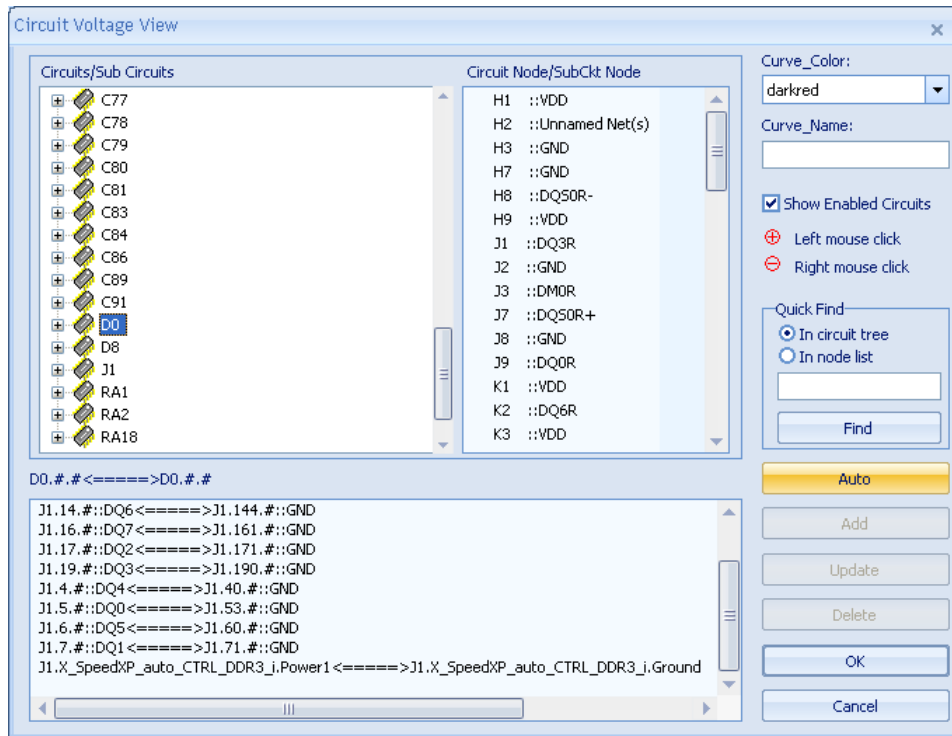 Circuit Voltage View
Circuits/Sub Circuits
C77
C78
C79
C80
C81
C83
C84
C86
C89
C91
D0
D8
J1
RA1
RA2
RA18
Circuit Node/SubCkt Node
H1 ::VDD
H2 ::Unnamed Net(s)
H3 ::GND
H7 ::GND
H8 ::DQS0R-
H9 ::VDD
J1 ::DQ3R
J2 ::GND
J3 ::DM0R
J7 ::DQS0R+
J8 ::GND
J9 ::DQ0R
K1 ::VDD
K2 ::DQ6R
K3 ::VDD
D0.#.#<=====>D0.#.#
J1.14.#::DQ6<=====>J1.144.#::GND
J1.16.#::DQ7<=====>J1.161.#::GND
J1.17.#::DQ2<=====>J1.171.#::GND
J1.19.#::DQ3<=====>J1.190.#::GND
J1.4.#::DQ4<=====>J1.40.#::GND
J1.5.#::DQ0<=====>J1.53.#::GND
J1.6.#::DQ5<=====>J1.60.#::GND
J1.7.#::DQ1<=====>J1.71.#::GND
J1.X_SpeedXP_auto_CTRL_DDR3_i.Power1<=====>J1.X_SpeedXP_auto_CTRL_DDR3_i.Ground
Curve_Color:
darkred
Curve_Name:
Show Enabled Circuits
Left mouse click
Right mouse click
Quick Find
In circuit tree
In node list
Find
Auto
Add
Update
Delete
OK
Cancel